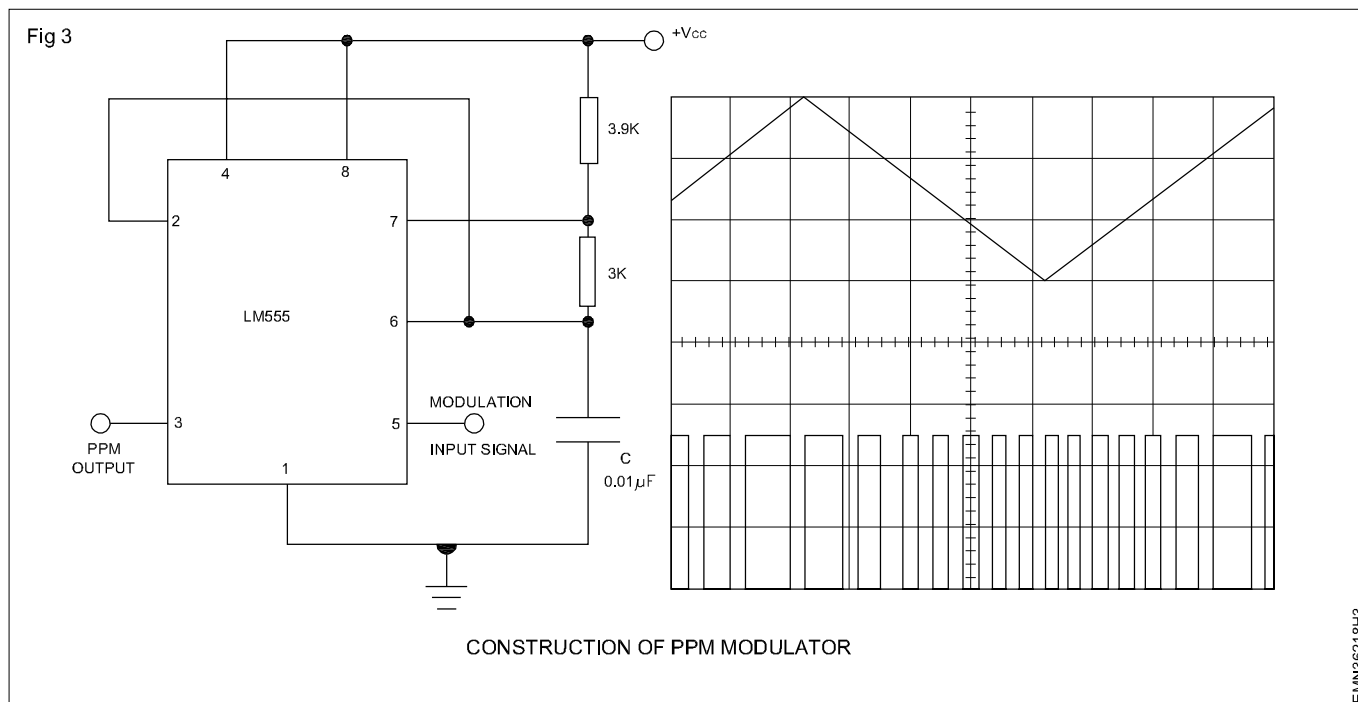 Fig 3
+Vcc
3.9K
4
8
2
7
3K
LM555
6
MODULATION
3
5
PPM
OUTPUT
INPUT SIGNAL
1
C
0.01µF
CONSTRUCTION OF PPM MODULATOR
EMN36218H3